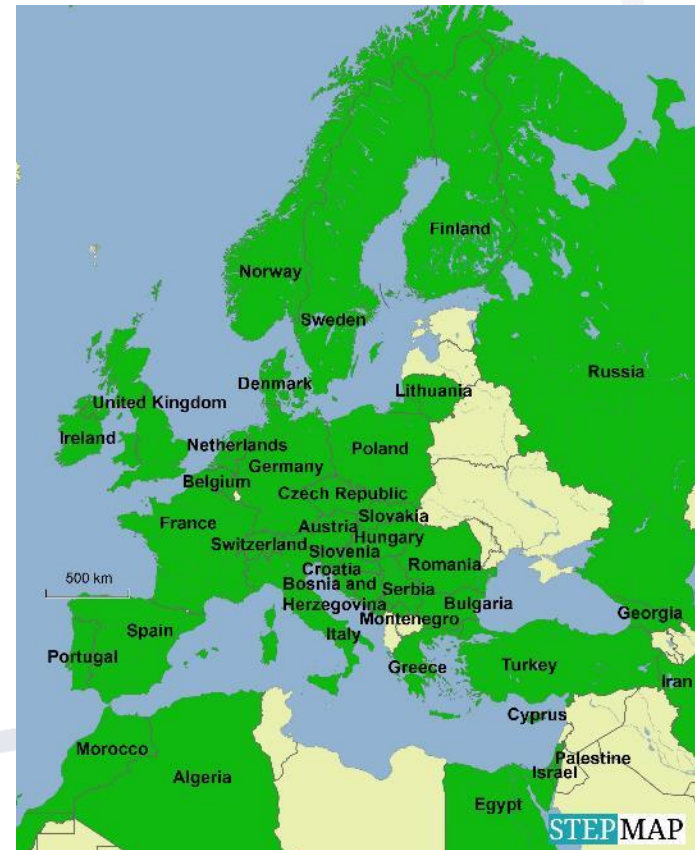 Finland
Norway
Sweden
Russia
Denmark
Lithuania
United Kingdom
Ireland
Netherlands
Poland
Germany
Belgium
Czech Republic
Slovakia
France
Austria
Hungary
Switzerland
Slovenia
Romania
Croatia
500 km
Bosnia and
Herzegovina
Serbia
Bulgaria
Georgia
Montenegro
Spain
Italy
Portugal
Greece
Turkey
Iran
Cyprus
Morocco
Palestine
Algeria
Israel
Egypt
STEPMAP